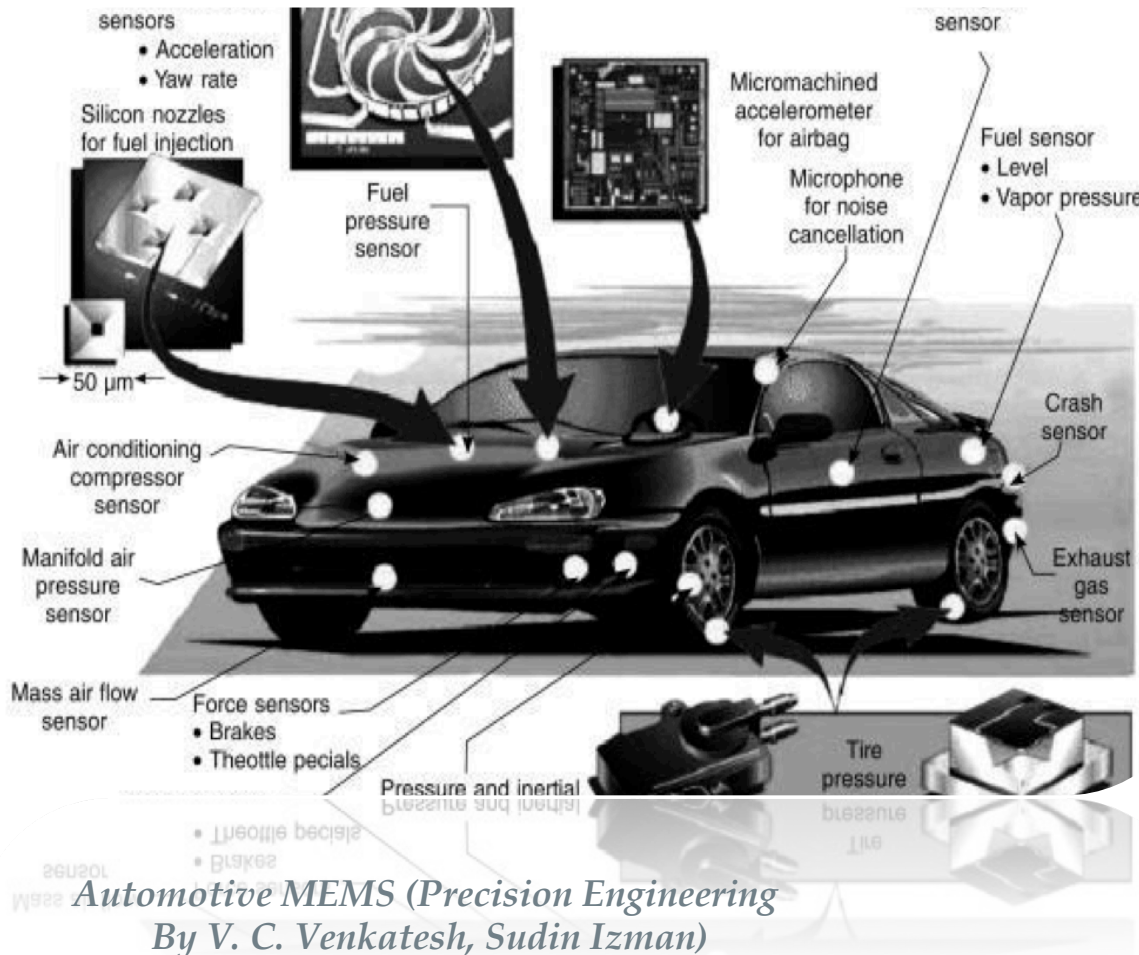 sensors
• Acceleration
• Yaw rate
Silicon nozzles
for fuel injection
50 µm
Fuel
pressure
sensor
Micromachined
accelerometer
for airbag
Microphone
for noise
cancellation
sensor
Fuel sensor
• Level
• Vapor pressure
Air conditioning
compressor
sensor
Crash
sensor
Manifold air
pressure
sensor
Exhaust
gas
sensor
Mass air flow
sensor
Force sensors
• Brakes
• Theottle pecials
Pressure and inertial
Tire
pressure
Automotive MEMS (Precision Engineering
By V. C. Venkatesh, Sudin Izman)